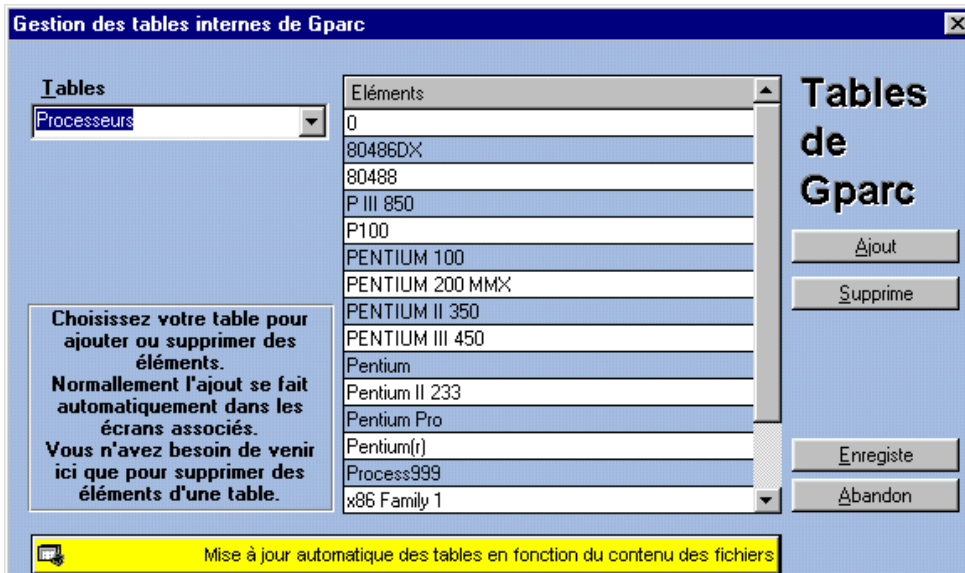 Gestion des tables internes de Gparc
Tables
Processeurs
Eléments
0
80486DX
80488
P III 850
P100
PENTIUM 100
PENTIUM 200 MMX
PENTIUM II 350
PENTIUM III 450
Pentium
Pentium II 233
Pentium Pro
Pentium(r)
Process999
x86 Family 1
Tables
de
Gparc
Ajout
Supprime
Choisissez votre table pour
ajouter ou supprimer des
éléments.
Normallement l'ajout se fait
automatiquement dans les
écrans associés.
Vous n'avez besoin de venir
ici que pour supprimer des
éléments d'une table.
Enregiste
Abandon
Mise à jour automatique des tables en fonction du contenu des fichiers